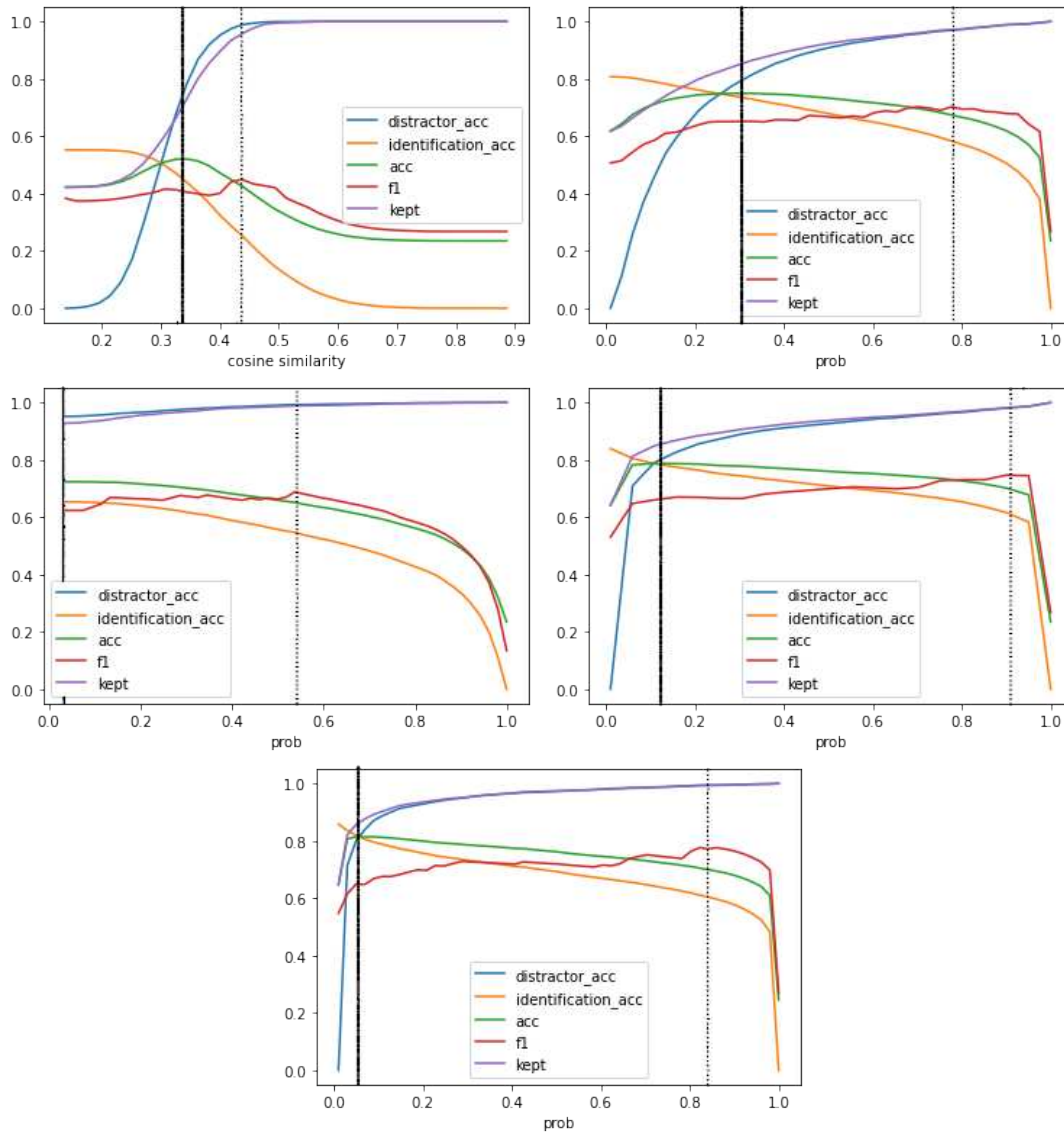 1.0
0.8
0.6
0.4
0.2
0.0
distractor_acc
identification_acc
acc
f1
kept
0.2 0.3 0.4 0.5 0.6 0.7 0.8 0.9
cosine similarity
1.0
0.8
0.6
0.4
0.2
0.0
distractor_acc
identification_acc
acc
f1
kept
0.0 0.2 0.4 0.6 0.8 1.0
prob
1.0
0.8
0.6
0.4
0.2
0.0
distractor_acc
identification_acc
acc
f1
kept
0.0 0.2 0.4 0.6 0.8 1.0
prob
1.0
0.8
0.6
0.4
0.2
0.0
distractor_acc
identification_acc
acc
f1
kept
0.0 0.2 0.4 0.6 0.8 1.0
prob
1.0
0.8
0.6
0.4
0.2
0.0
distractor_acc
identification_acc
acc
f1
kept
0.0 0.2 0.4 0.6 0.8 1.0
prob